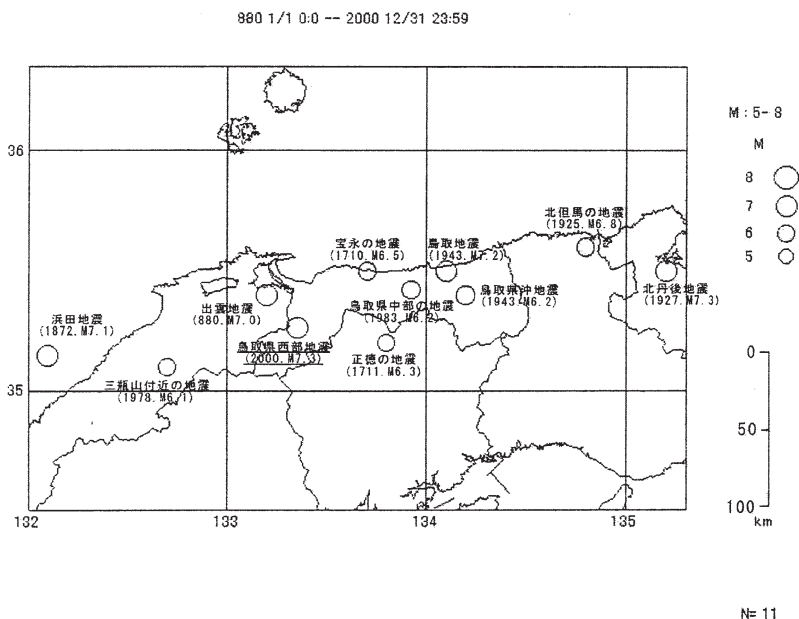 880 1/1 0:0 -- 2000 12/31 23:59
M : 5- 8
M
8
7
6
5
36
35
132
133
134
135
北但馬の地震
(1925. M6.8)
宝永の地震
(1710. M6.5)
鳥取地震
(1943. M7.2)
鳥取県沖地震
(1943. M6.2)
北丹後地震
(1927. M7.3)
鳥取県中部の地震
(1983. M6.2)
出雲地震
(880. M7.0)
浜田地震
(1872. M7.1)
鳥取県西部地震
(2000. M7.3)
正徳の地震
(1711. M6.3)
三瓶山付近の地震
(1978. M6.1)
0
50
100
km
N= 11